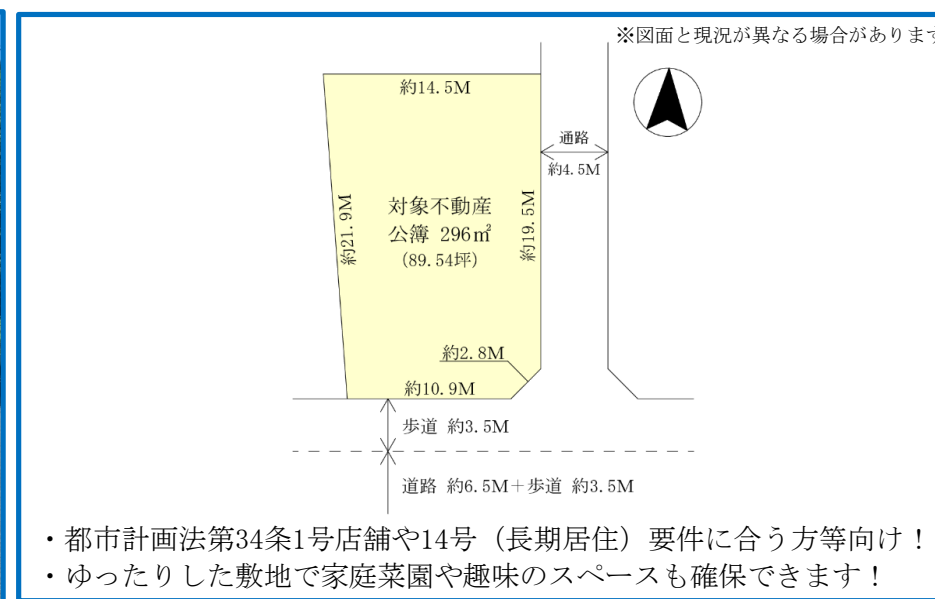 ※図面と現況が異なる場合があります
約14.5M
通路
約4.5M
約21.9M
対象不動産
公簿 296㎡
(89.54坪)
約19.5M
約2.8M
約10.9M
歩道 約3.5M
道路 約6.5M＋歩道 約3.5M
・都市計画法第34条1号店舗や14号（長期居住）要件に合う方等向け！
・ゆったりした敷地で家庭菜園や趣味のスペースも確保できます！